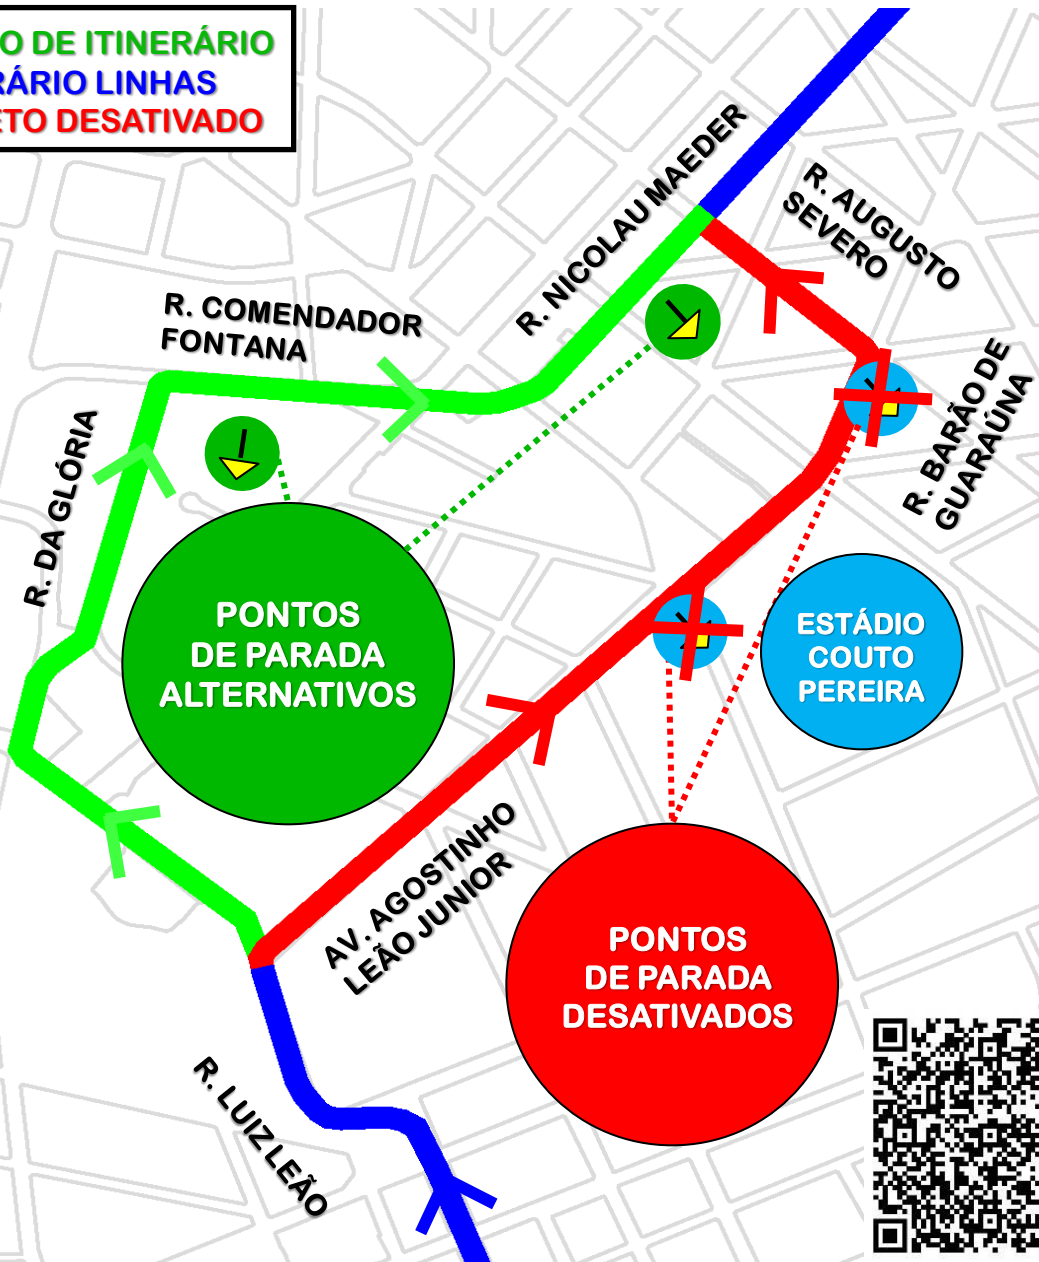 O DE ITINERÁRIO
RÁRIO LINHAS
ETO DESATIVADO
R. NICOLAU MAEDER
R. AUGUSTO
SEVERO
R. COMENDADOR
FONTANA
R. BARÃO DE
GUARAÚNA
R. DA GLÓRIA
PONTOS
DE PARADA
ALTERNATIVOS
ESTÁDIO
COUTO
PEREIRA
AV. AGOSTINHO
LEÃO JUNIOR
PONTOS
DE PARADA
DESATIVADOS
R. LUIZ LEÃO